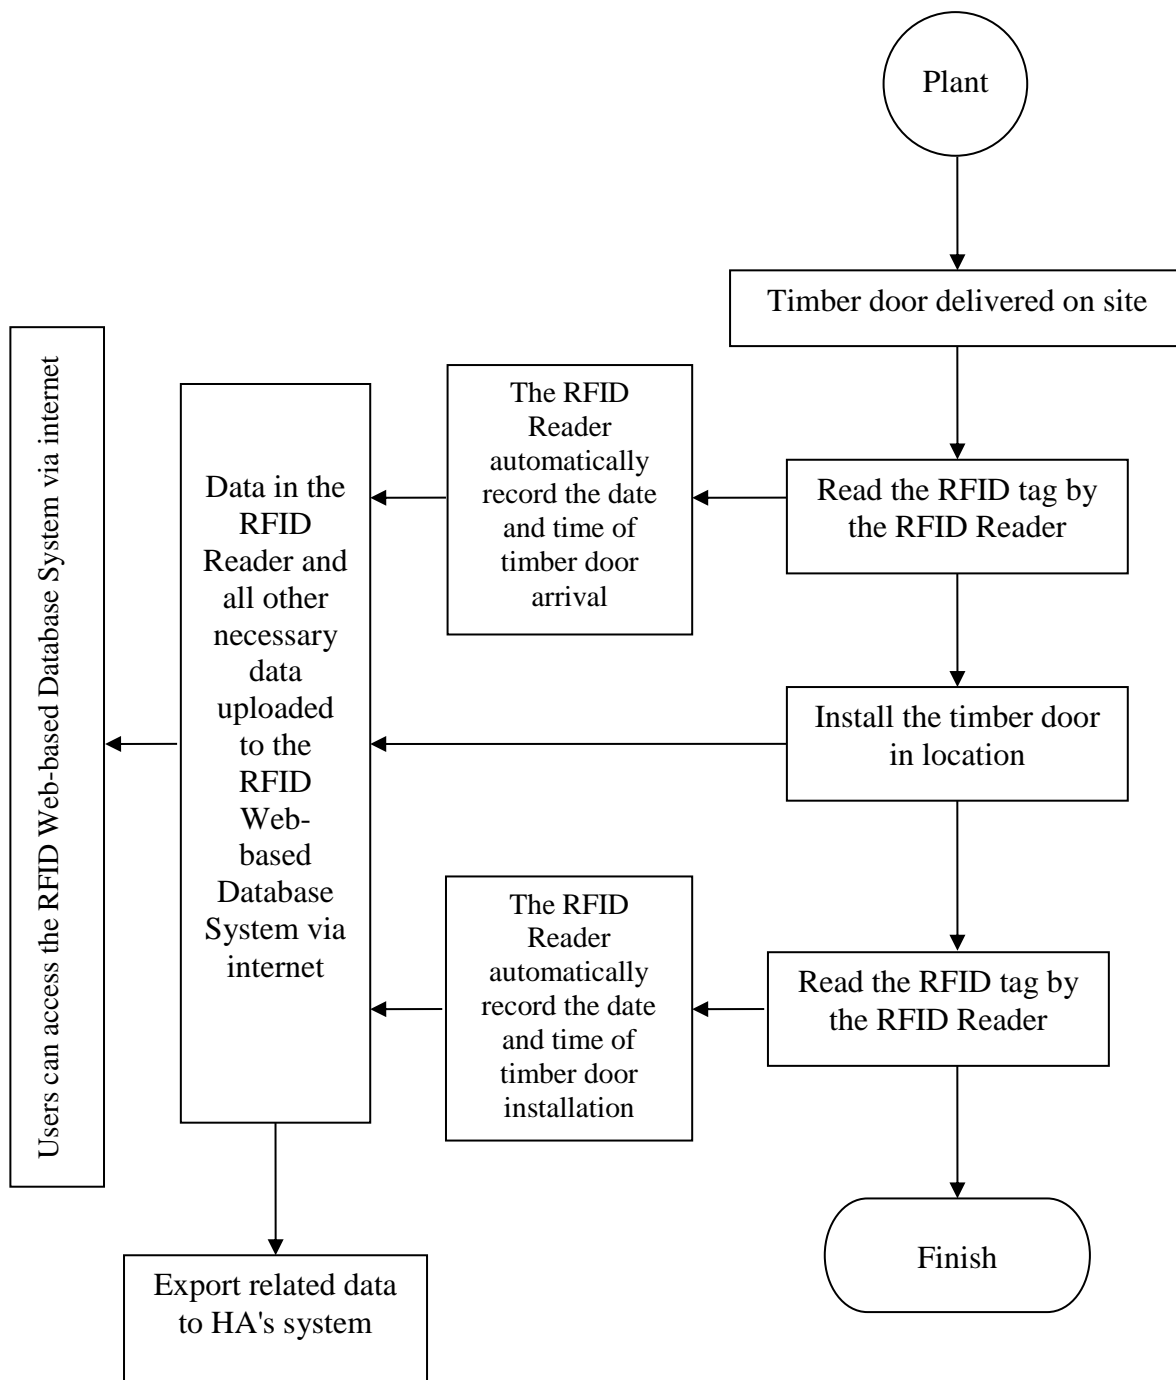 Plant
Timber door delivered on site
Users can access the RFID Web-based Database System via internet
Data in the
RFID
Reader and
all other
necessary
data
uploaded
to the
RFID
Web-
based
Database
System via
internet
The RFID
Reader
automatically
record the date
and time of
timber door
arrival
Read the RFID tag by
the RFID Reader
Install the timber door
in location
The RFID
Reader
automatically
record the date
and time of
timber door
installation
Read the RFID tag by
the RFID Reader
Finish
Export related data
to HA's system